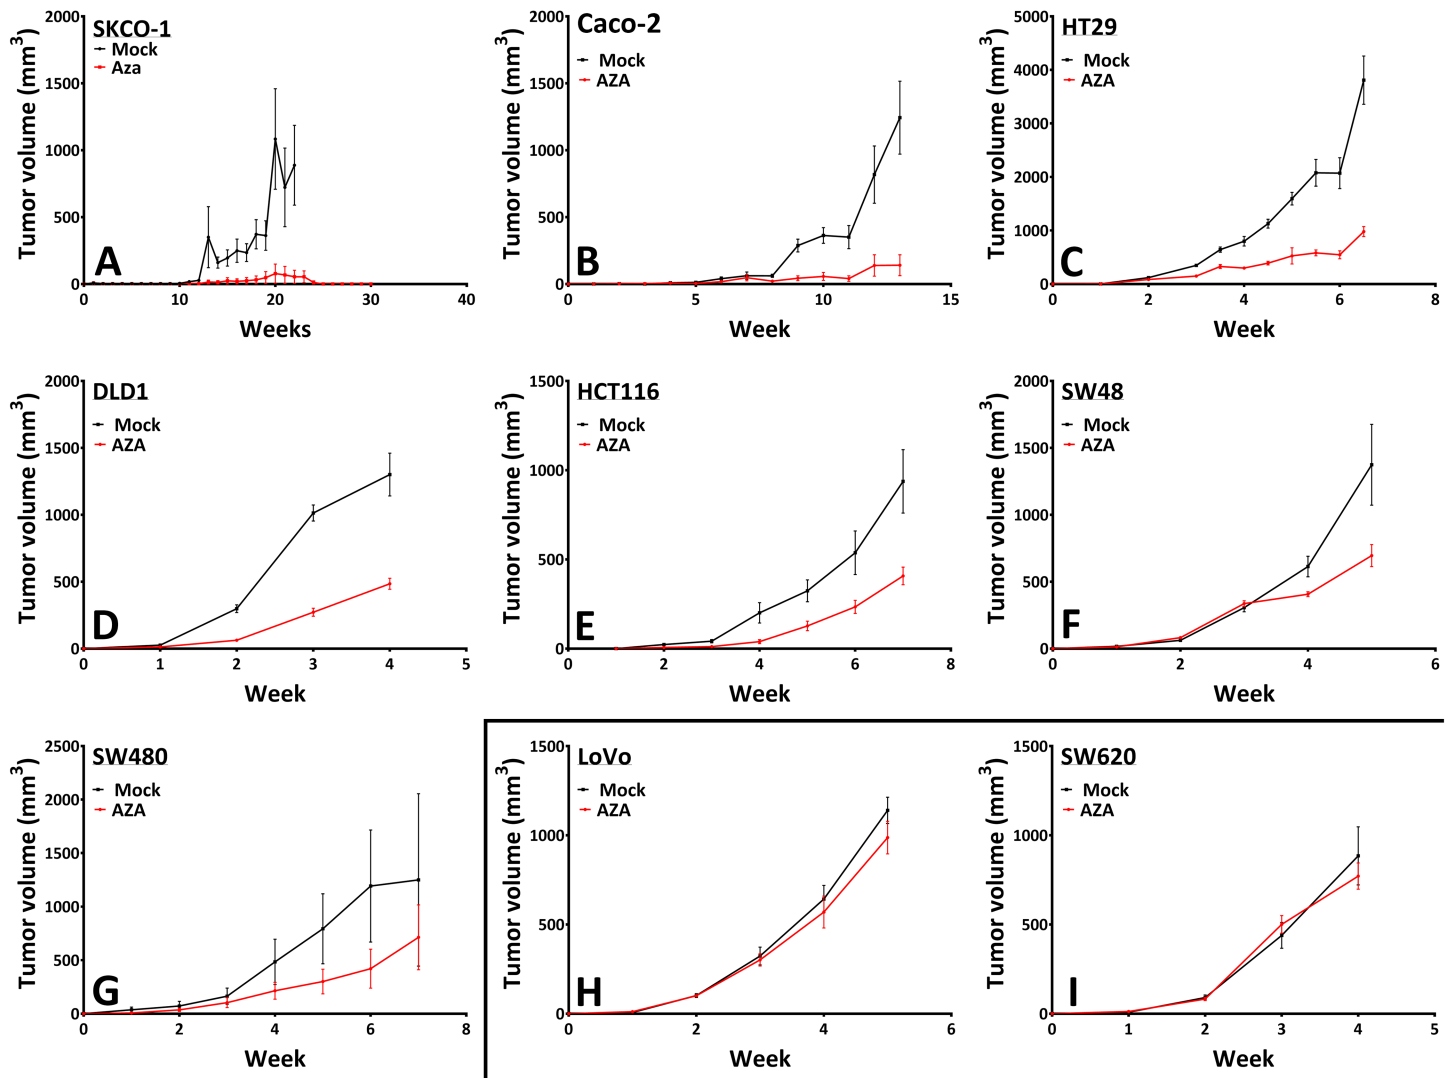 SKCO-1
Mock
Aza
Tumor volume (mm³)
2000
1500
1000
500
0
0 10 20 30 40
Weeks
A
Caco-2
Mock
AZA
Tumor volume (mm³)
2000
1500
1000
500
0
0 5 10 15
Week
B
HT29
Mock
AZA
Tumor volume (mm³)
5000
4000
3000
2000
1000
0
0 2 4 6 8
Week
C
DLD1
Mock
AZA
Tumor volume (mm³)
2000
1500
1000
500
0
0 1 2 3 4 5
Week
D
HCT116
Mock
AZA
Tumor volume (mm³)
1500
1000
500
0
0 2 4 6 8
Week
E
SW48
Mock
AZA
Tumor volume (mm³)
2000
1500
1000
500
0
0 2 4 6
Week
F
SW480
Mock
AZA
Tumor volume (mm³)
2500
2000
1500
1000
500
0
0 2 4 6 8
Week
G
LoVo
Mock
AZA
Tumor volume (mm³)
1500
1000
500
0
0 2 4 6
Week
H
SW620
Mock
AZA
Tumor volume (mm³)
1500
1000
500
0
0 1 2 3 4 5
Week
I